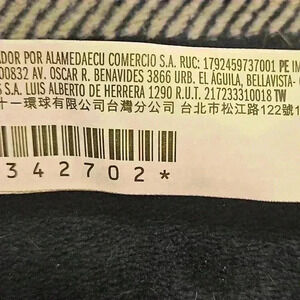 ADOR POR ALAMEDAECU COMERCIO S.A. RUC: 1792459737001 PE IM
00832 AV. OSCAR R. BENAVIDES 3866 URB. EL ÁGUILA, BELLAVISTA-
S S.A. LUIS ALBERTO DE HERRERA 1290 R.U.T. 217233310018 TW
十一環球有限公司台灣分公司 台北市松江路122號1
342702*